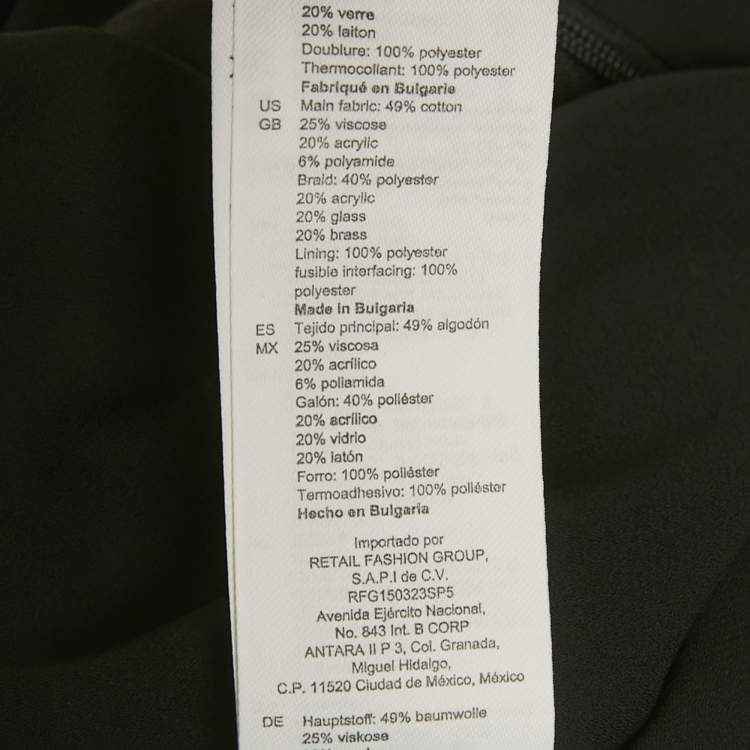 20% verre
20% laiton
Doublure: 100% polyester
Thermocollant: 100% polyester
Fabriqué en Bulgarie
US Main fabric: 49% cotton
GB 25% viscose
20% acrylic
6% polyamide
Braid: 40% polyester
20% acrylic
20% glass
20% brass
Lining: 100% polyester
fusible interfacing: 100%
polyester
Made in Bulgaria
ES Tejido principal: 49% algodón
MX 25% viscosa
20% acrílico
6% poliamida
Galón: 40% poliéster
20% acrílico
20% vidrio
20% latón
Forro: 100% poliéster
Termoadhesivo: 100% poliéster
Hecho en Bulgaria
Importado por
RETAIL FASHION GROUP,
S.A.P.I de C.V.
RFG150323SP5
Avenida Ejército Nacional,
No. 843 Int. B CORP
ANTARA II P 3, Col. Granada,
Miguel Hidalgo,
C.P. 11520 Ciudad de México, México
DE Hauptstoff: 49% baumwolle
25% viskose